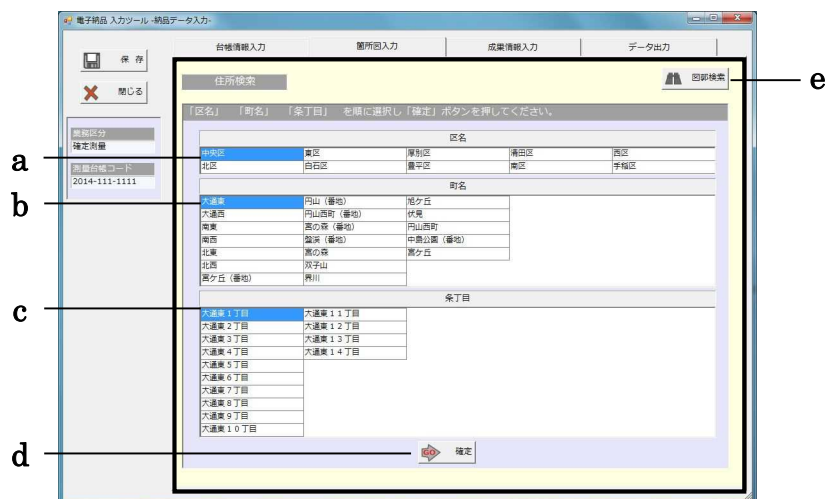 電子納品 入力ツール -納品データ入力-
保 存
閉じる
業務区分
確定測量
測量台帳コード
2014-111-1111
台帳情報入力 箇所図入力 成果情報入力 データ出力
住所検索
図郭検索
「区名」 「町名」 「条丁目」 を順に選択し「確定」ボタンを押してください。
区名
中央区 東区 厚別区 清田区 西区
北区 白石区 豊平区 南区 手稲区
町名
大通東 円山（番地） 旭ケ丘
大通西 円山西町（番地） 伏見
南東 宮の森（番地） 円山西町
南西 盤渓（番地） 中島公園（番地）
北東 宮の森 宮ケ丘
北西 双子山
宮ケ丘（番地） 界川
条丁目
大通東１丁目 大通東１１丁目
大通東２丁目 大通東１２丁目
大通東３丁目 大通東１３丁目
大通東４丁目 大通東１４丁目
大通東５丁目
大通東６丁目
大通東７丁目
大通東８丁目
大通東９丁目
大通東１０丁目
GO 確定
a
b
c
d
e